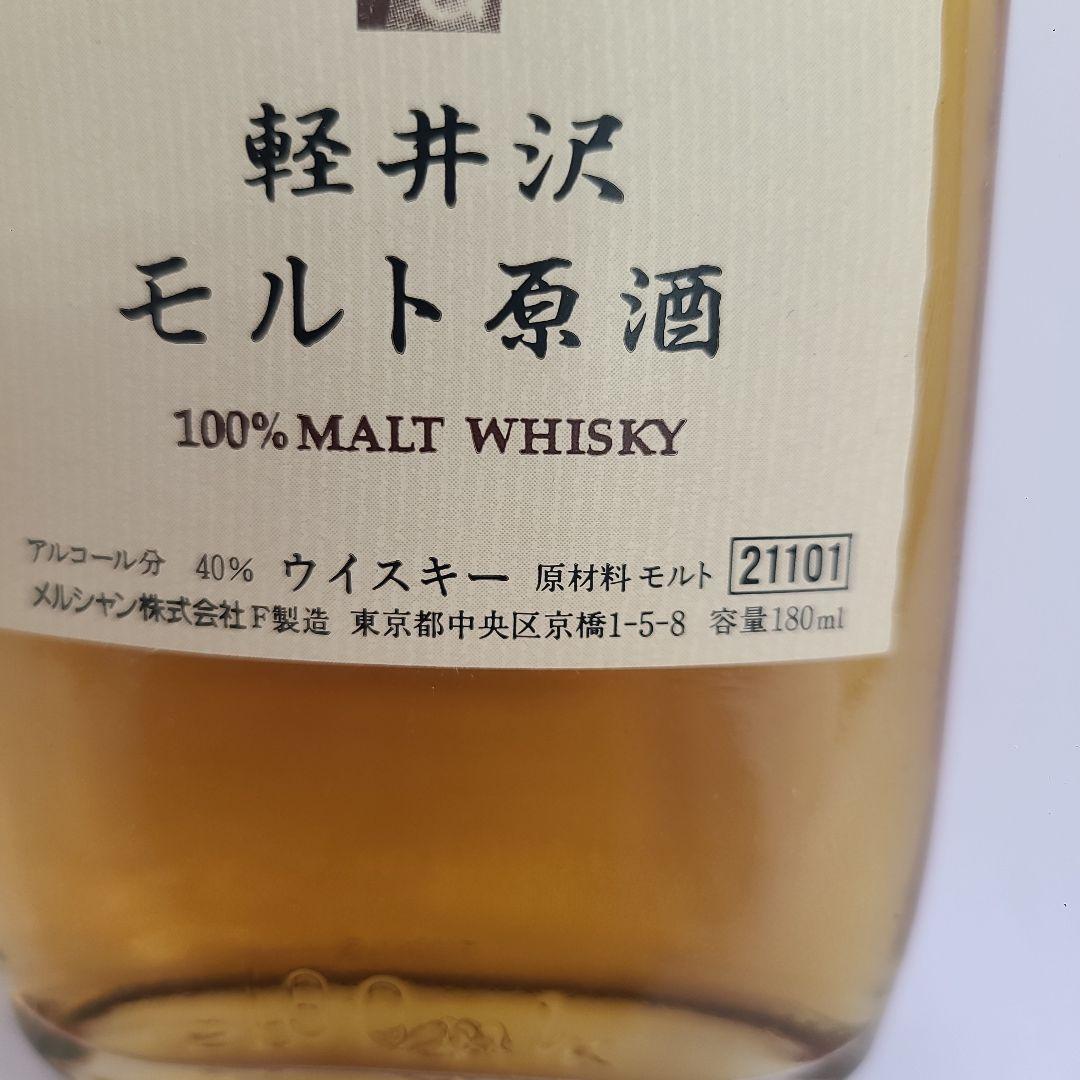 軽井沢
モルト原酒
100% MALT WHISKY
アルコール分 40% ウイスキー 原材料 モルト 21101
メルシャン株式会社F製造 東京都中央区京橋1-5-8 容量180ml